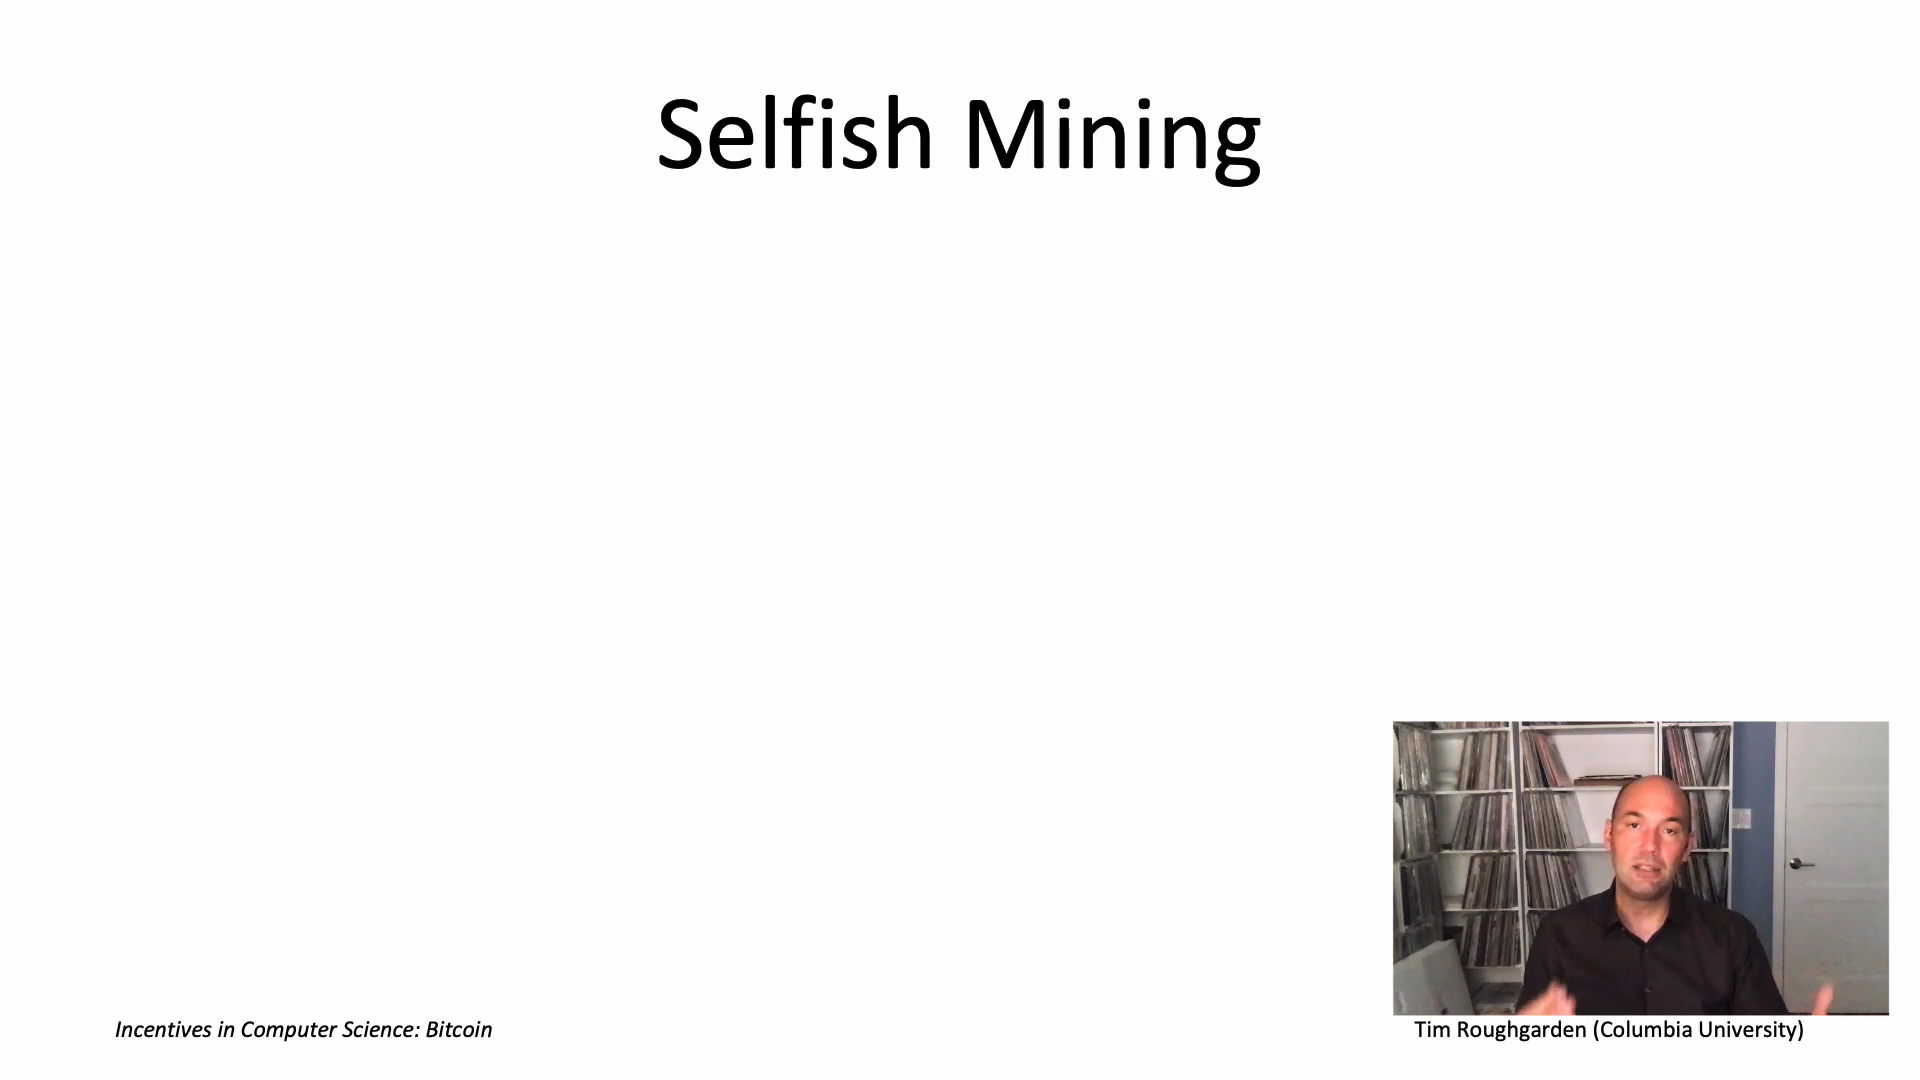 Selfish Mining
Incentives in Computer Science: Bitcoin
Tim Roughgarden (Columbia University)